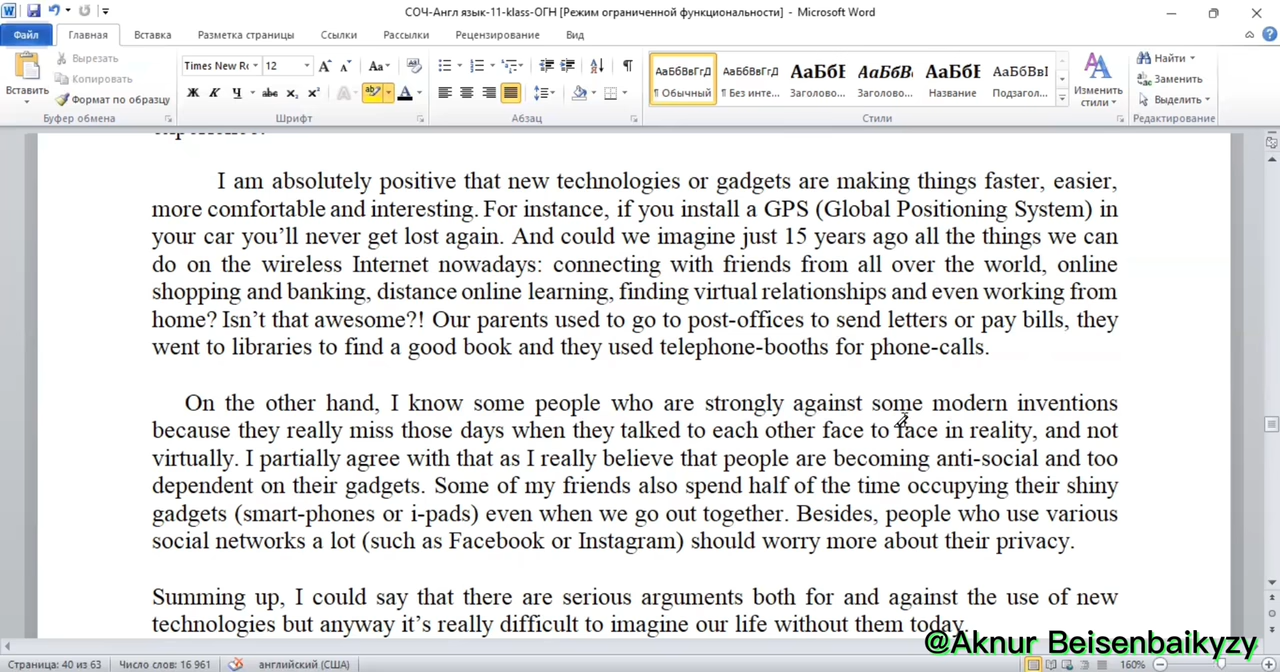 СОЧ-Англ язык-11-klass-ОГН [Режим ограниченной функциональности] - Microsoft Word
Файл Главная Вставка Разметка страницы Ссылки Рассылки Рецензирование Вид
Вставить
Вырезать
Копировать
Формат по образцу
Буфер обмена
Times New Ro 12
Ж К Ч abc x₂ x²
Шрифт
Абзац
АаБбВвГгД АаБбВвГгД АаБбЕ АаБбВ АаБбЕ АаБбВвІ
¶ Обычный ¶ Без инте... Заголово... Заголово... Название Подзагол...
Стили
Изменить стили
Найти
Заменить
Выделить
Редактирование
I am absolutely positive that new technologies or gadgets are making things faster, easier,
more comfortable and interesting. For instance, if you install a GPS (Global Positioning System) in
your car you’ll never get lost again. And could we imagine just 15 years ago all the things we can
do on the wireless Internet nowadays: connecting with friends from all over the world, online
shopping and banking, distance online learning, finding virtual relationships and even working from
home? Isn’t that awesome?! Our parents used to go to post-offices to send letters or pay bills, they
went to libraries to find a good book and they used telephone-booths for phone-calls.
On the other hand, I know some people who are strongly against some modern inventions
because they really miss those days when they talked to each other face to face in reality, and not
virtually. I partially agree with that as I really believe that people are becoming anti-social and too
dependent on their gadgets. Some of my friends also spend half of the time occupying their shiny
gadgets (smart-phones or i-pads) even when we go out together. Besides, people who use various
social networks a lot (such as Facebook or Instagram) should worry more about their privacy.
Summing up, I could say that there are serious arguments both for and against the use of new
technologies but anyway it’s really difficult to imagine our life without them today.
@Aknur Beisenbaikyzy
Страница: 40 из 63 Число слов: 16 961 английский (США) 160%